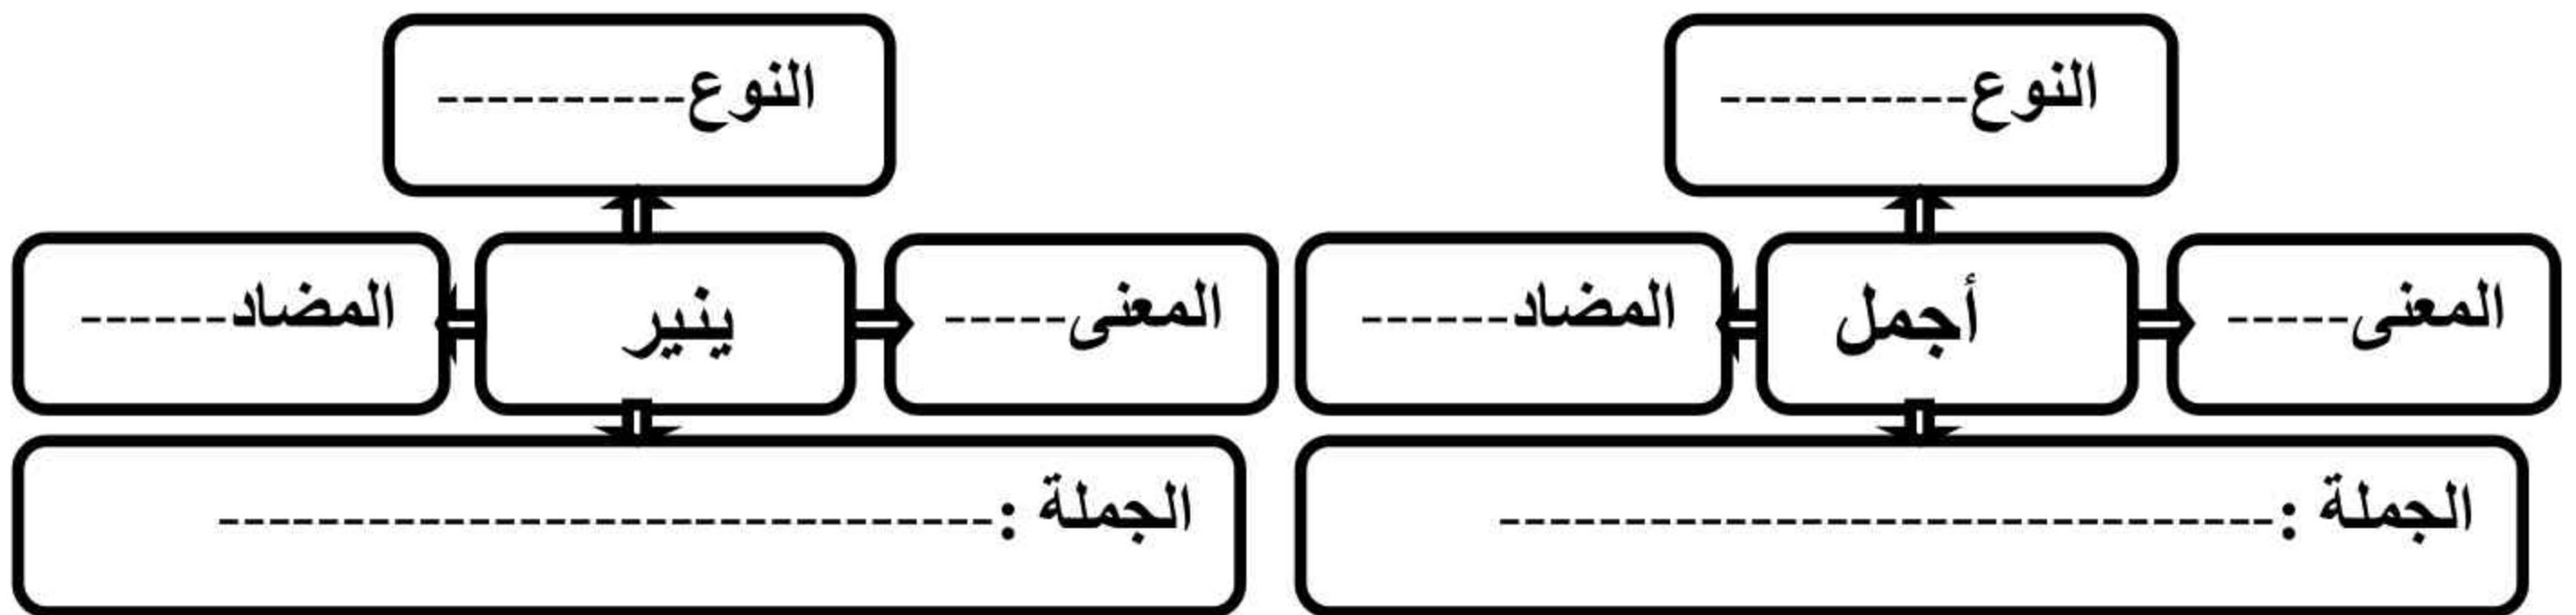 النوع---------- النوع----------
المعنى----- أجمل المضاد------ المعنى----- ينير المضاد------
الجملة :------------------------------- الجملة :-------------------------------